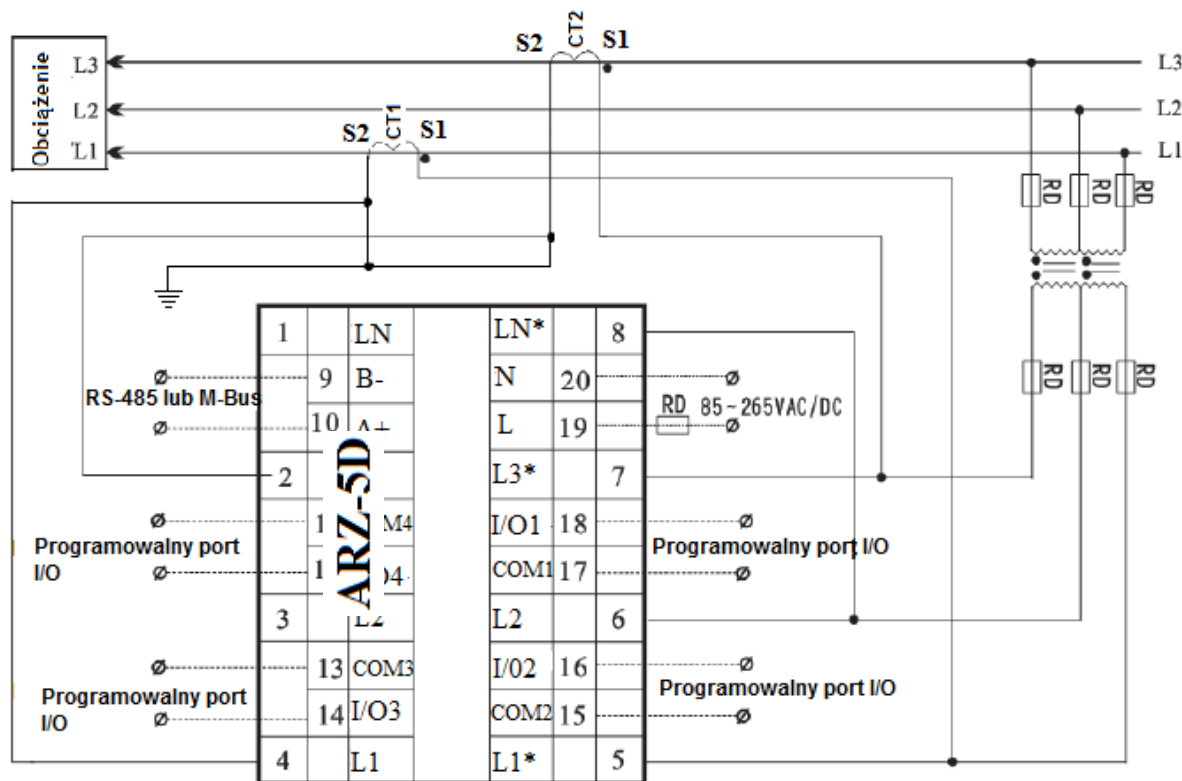 CT2
S2
S1
Obciążenie
L3
L3
L2
L2
CT1
S2
S1
L1
L1
RD
RD
RD
1
LN
LN*
8
9
B-
N
20
RS-485 lub M-Bus
RD
RD
RD
RD
85~265VAC/DC
10
A+
L
19
2
L3*
7
ARZ-5D
I/O1
18
Programowalny port
I/O
Programowalny port I/O
COM1
17
3
L2
L2
6
13
COM3
I/02
16
Programowalny port
I/O
Programowalny port I/O
14
I/O3
COM2
15
4
L1
L1*
5